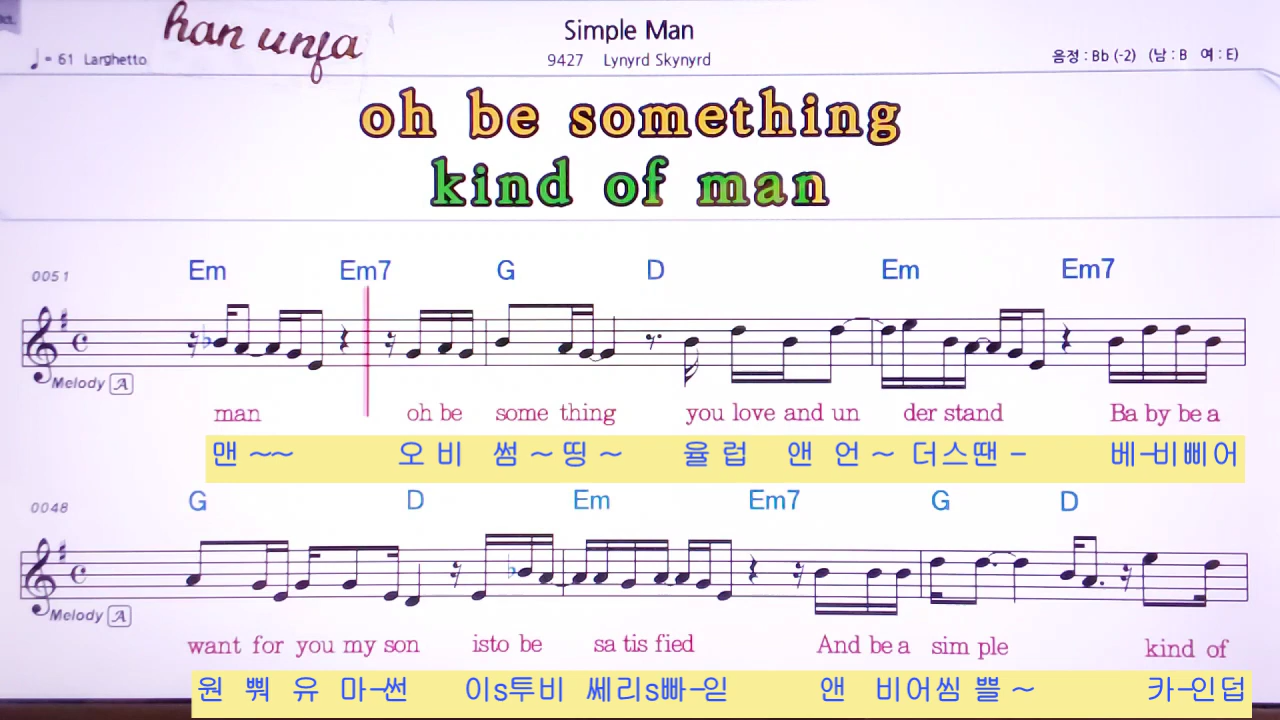 han unja
Simple Man
♩= 61 Larghetto
9427 Lynyrd Skynyrd
음정 : Bb (-2) (남 : B 여 : E)
oh be something
kind of man
0051
Em Em7 G D Em Em7
Melody A
man oh be some thing you love and un der stand Ba by be a
맨 ~~ 오 비 썸 ~ 띵 ~ 율 럽 앤 언 ~ 더스땐 - 베-비삐어
0048
G D Em Em7 G D
Melody A
want for you my son isto be sa tis fied And be a sim ple kind of
원 뿨 유 마-썬 이s투비 쎄리s빠-읻 앤 비어씸 쁠 ~ 카-인덥